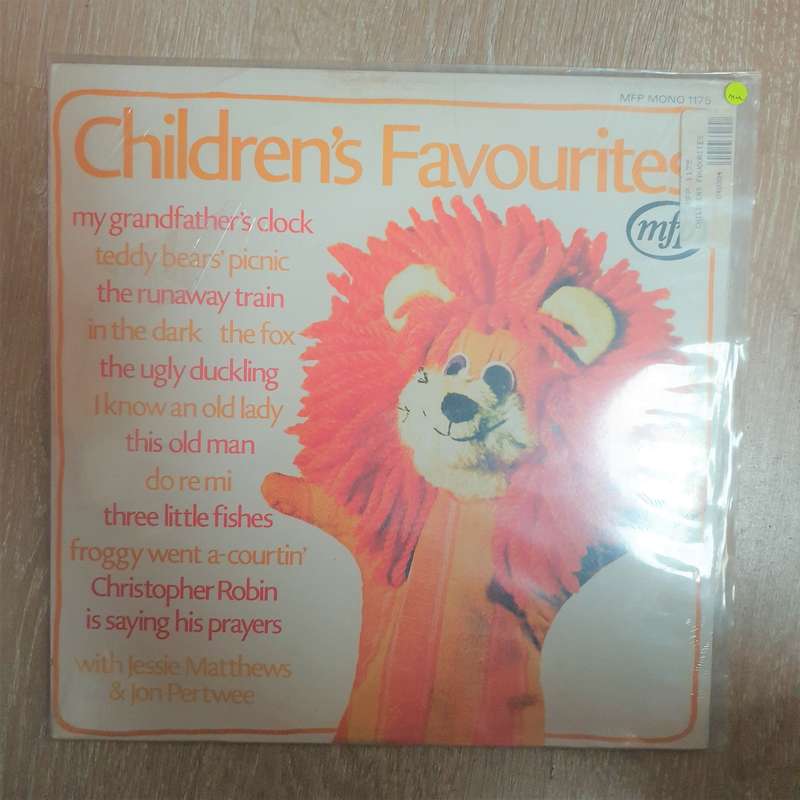 MFP MONO 1175
Children's Favourites
mfp
my grandfather's clock
teddy bears' picnic
the runaway train
in the dark the fox
the ugly duckling
I know an old lady
this old man
do re mi
three little fishes
froggy went a-courtin'
Christopher Robin
is saying his prayers
with Jessie Matthews
& Jon Pertwee
CHILDRENS FAVOURITES